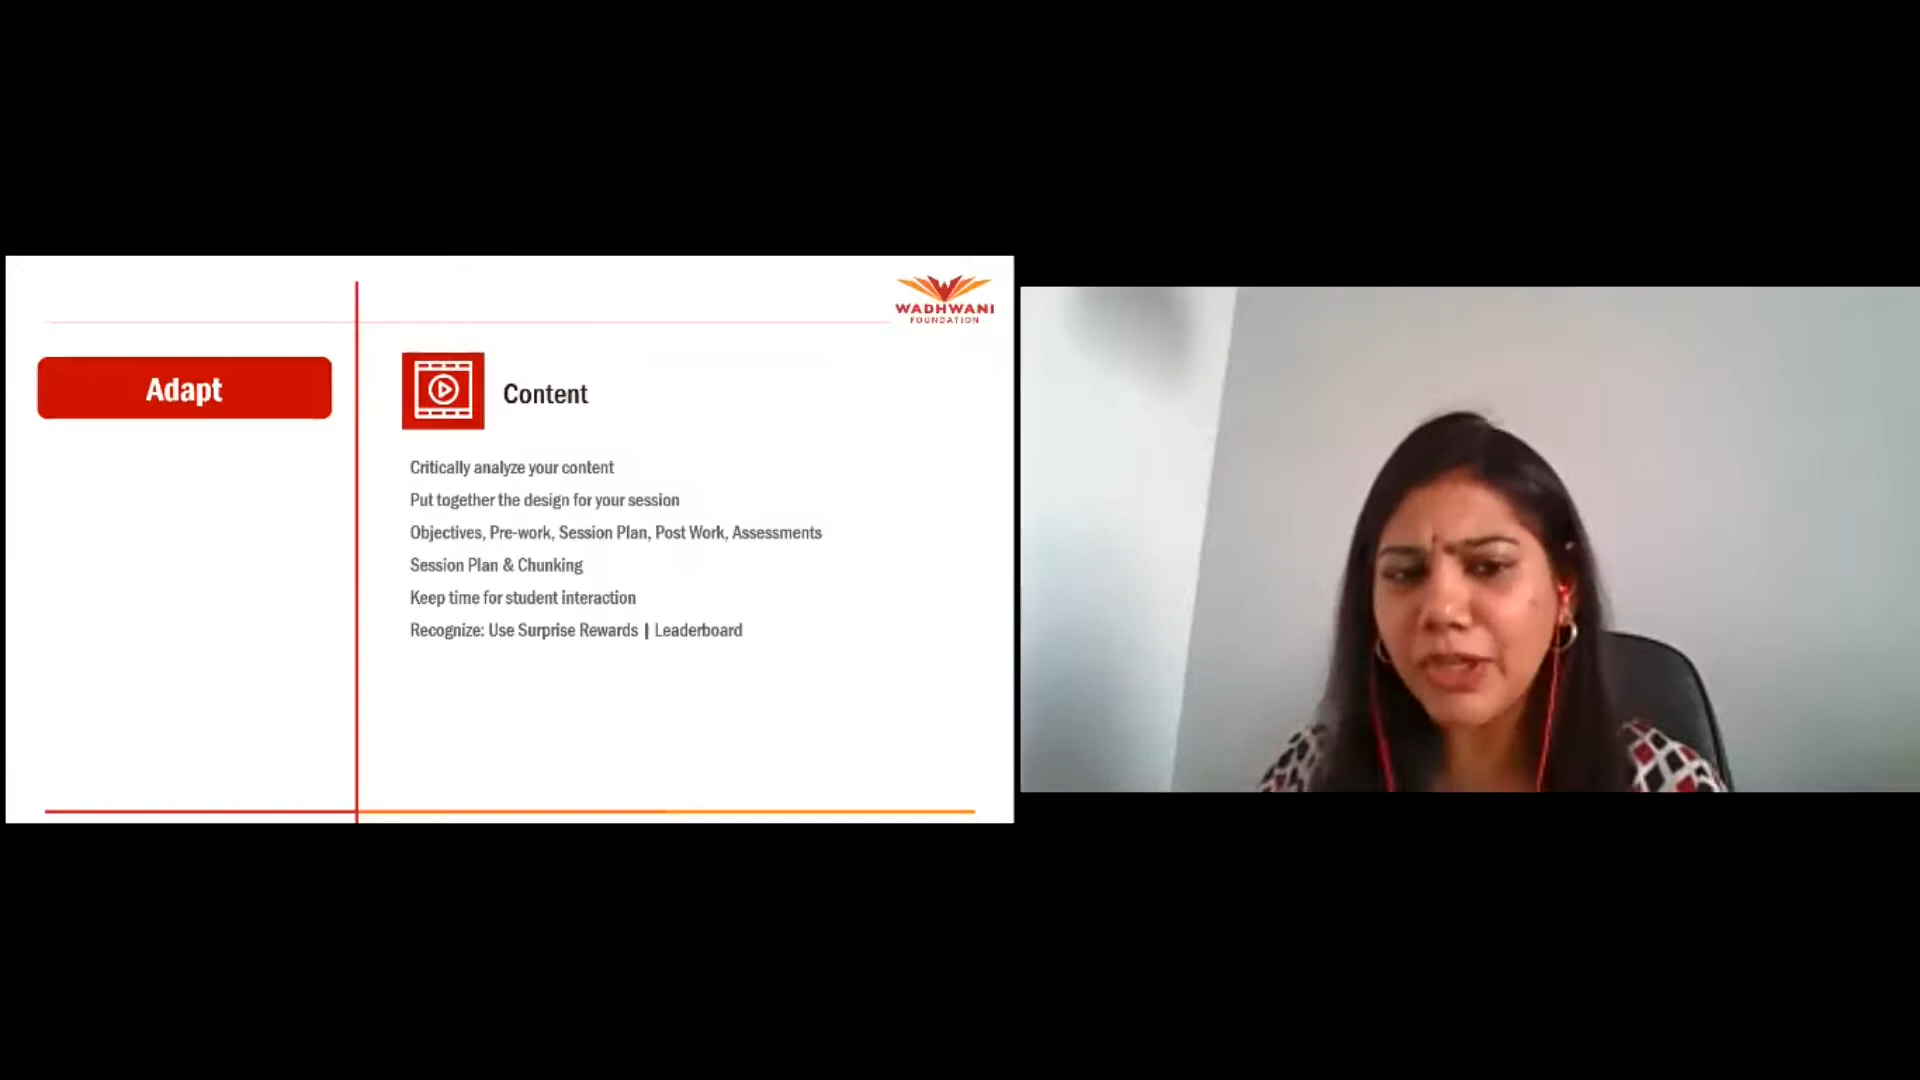 WADHWANI
FOUNDATION
Adapt
Content
Critically analyze your content
Put together the design for your session
Objectives, Pre-work, Session Plan, Post Work, Assessments
Session Plan & Chunking
Keep time for student interaction
Recognize: Use Surprise Rewards | Leaderboard